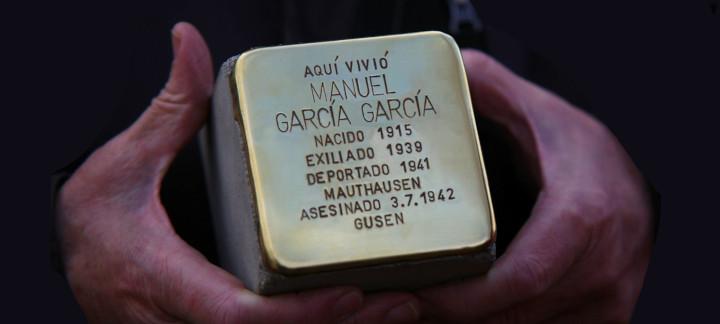 AQUÍ VIVIÓ
MANUEL
GARCÍA GARCÍA
NACIDO 1915
EXILIADO 1939
DEPORTADO 1941
MAUTHAUSEN
ASESINADO 3.7.1942
GUSEN